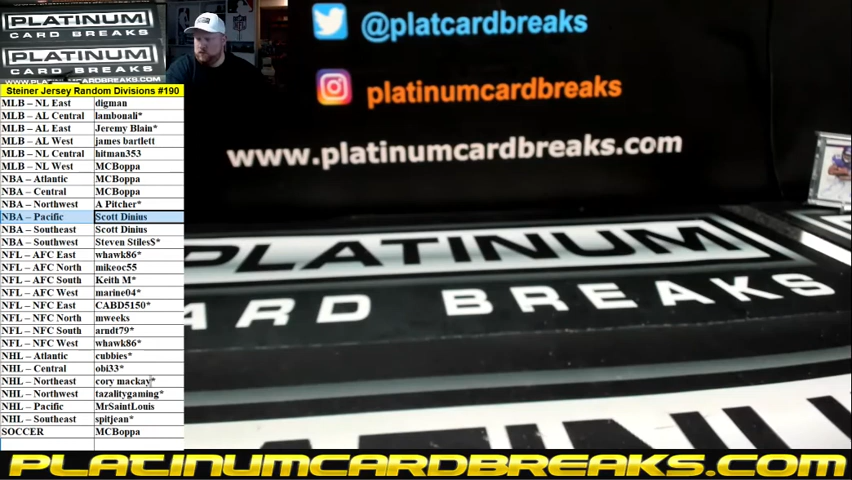 PLATINUM
CARD BREAKS
PLATINUM
CARD BREAKS
WWW.PLATINUMCARDBREAKS.COM
NFL
@platcardbreaks
platinumcardbreaks
www.platinumcardbreaks.com
Steiner Jersey Random Divisions #190
MLB – NL East digman
MLB – AL Central lambonali*
MLB – AL East Jeremy Blain*
MLB – AL West james bartlett
MLB – NL Central hitman353
MLB – NL West MCBoppa
NBA – Atlantic MCBoppa
NBA – Central MCBoppa
NBA – Northwest A Pitcher*
NBA – Pacific Scott Dinius
NBA – Southeast Scott Dinius
NBA – Southwest Steven StilesS*
NFL – AFC East whawk86*
NFL – AFC North mikeoc55
NFL – AFC South Keith M*
NFL – AFC West marine04*
NFL – NFC East CABD5150*
NFL – NFC North mweeks
NFL – NFC South arndt79*
NFL – NFC West whawk86*
NHL – Atlantic cubbies*
NHL – Central obi33*
NHL – Northeast cory mackay*
NHL – Northwest tazalitygaming*
NHL – Pacific MrSaintLouis
NHL – Southeast spitjean*
SOCCER MCBoppa
PLATINUM
CARD BREAKS
PLATINUMCARDBREAKS.COM